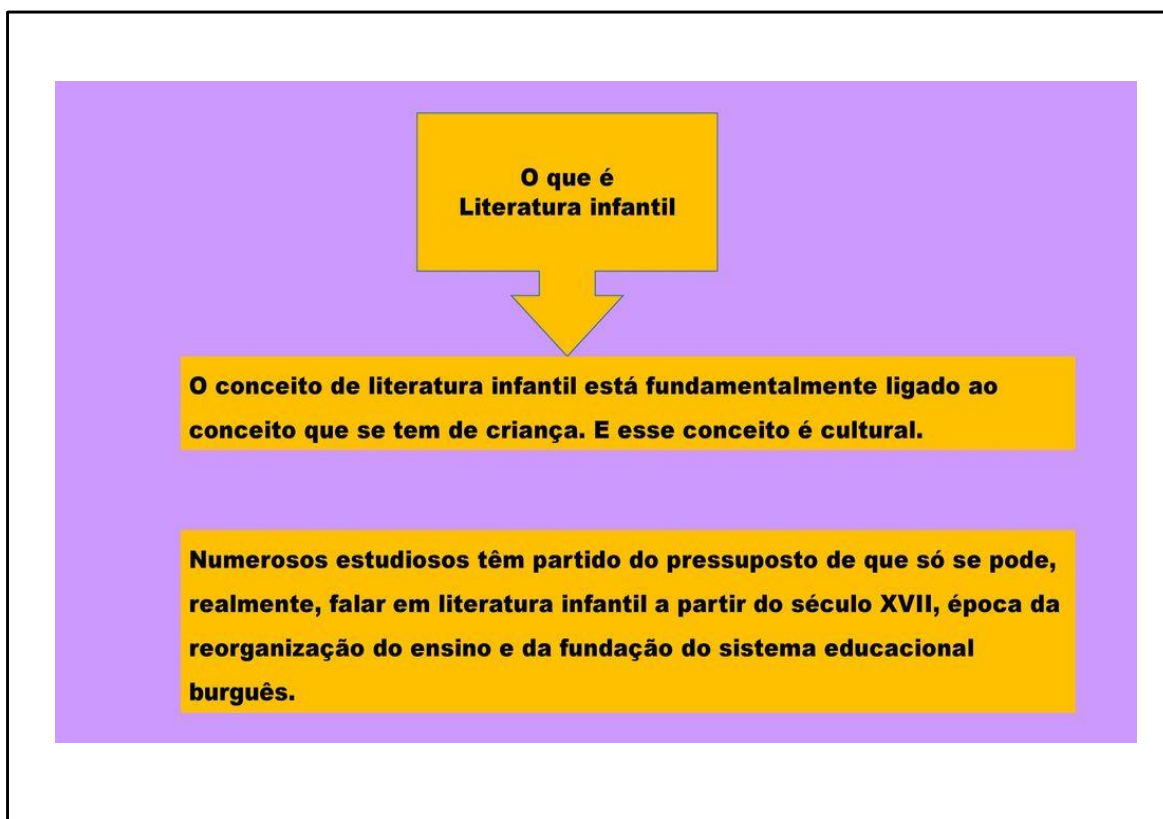 O que é
Literatura infantil
O conceito de literatura infantil está fundamentalmente ligado ao
conceito que se tem de criança. E esse conceito é cultural.
Numerosos estudiosos têm partido do pressuposto de que só se pode,
realmente, falar em literatura infantil a partir do século XVII, época da
reorganização do ensino e da fundação do sistema educacional
burguês.